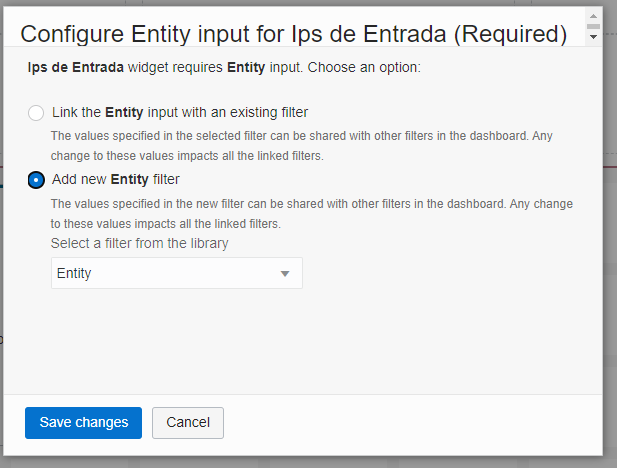 Configure Entity input for Ips de Entrada (Required)
Ips de Entrada widget requires Entity input. Choose an option:
Link the Entity input with an existing filter
The values specified in the selected filter can be shared with other filters in the dashboard. Any
change to these values impacts all the linked filters.
Add new Entity filter
The values specified in the new filter can be shared with other filters in the dashboard. Any change
to these values impacts all the linked filters.
Select a filter from the library
Entity
Save changes
Cancel